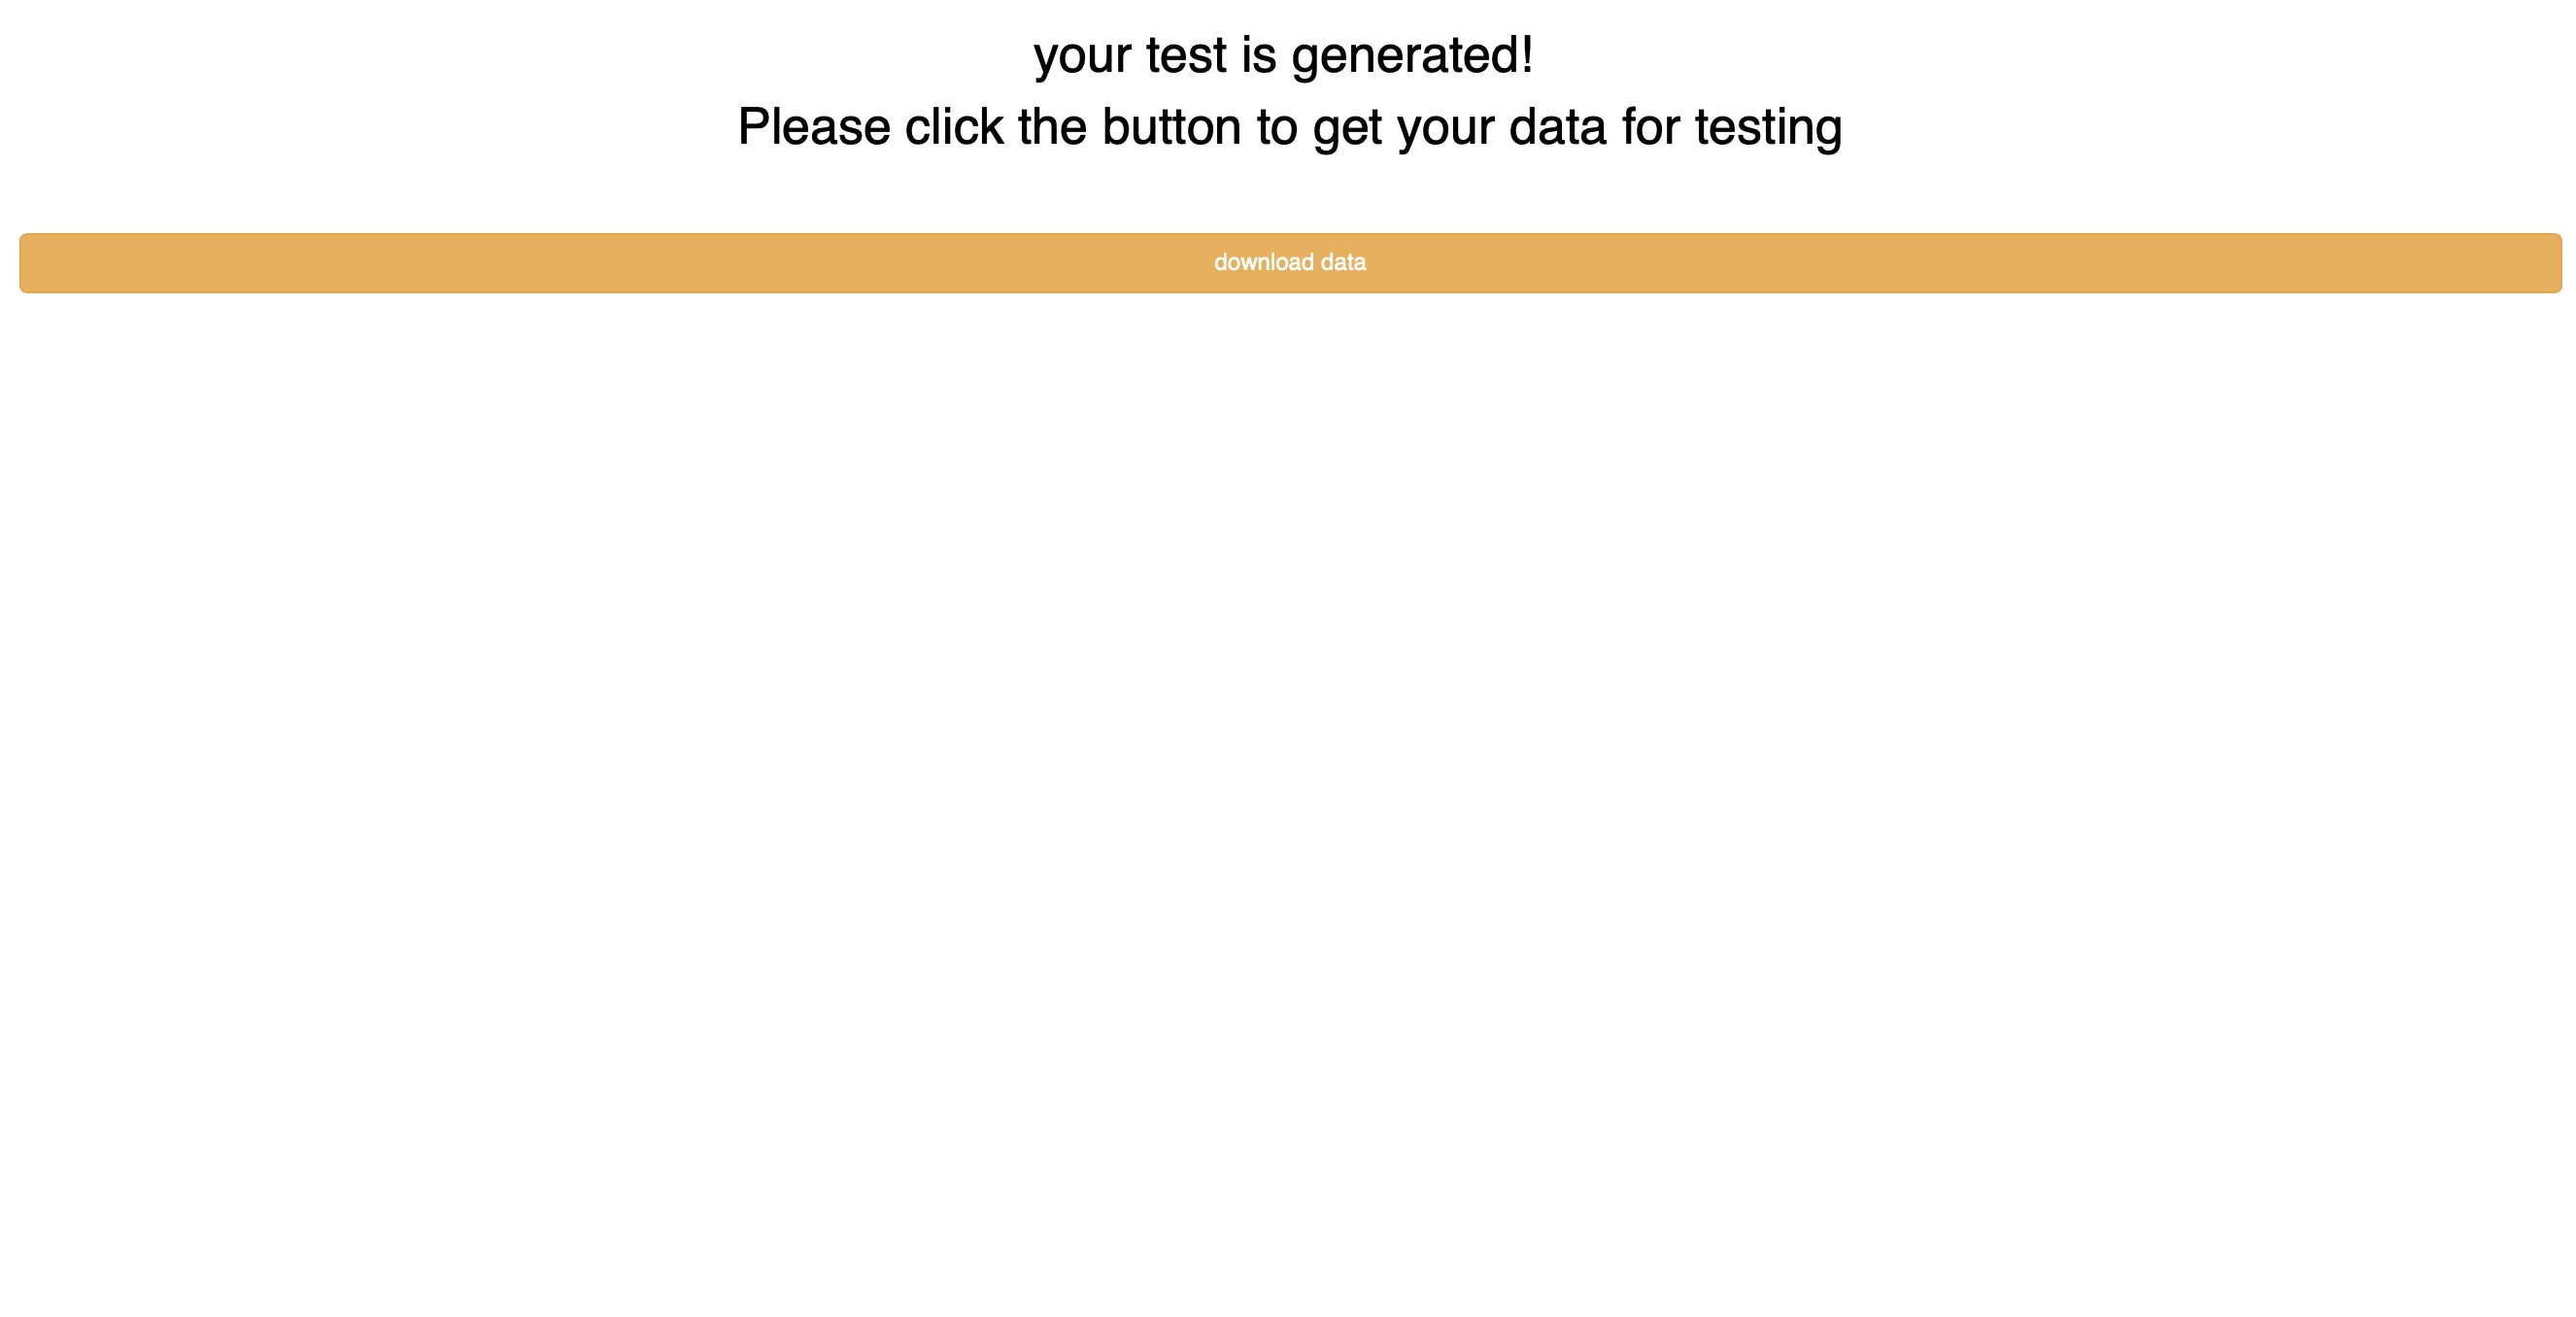 your test is generated!
Please click the button to get your data for testing
download data